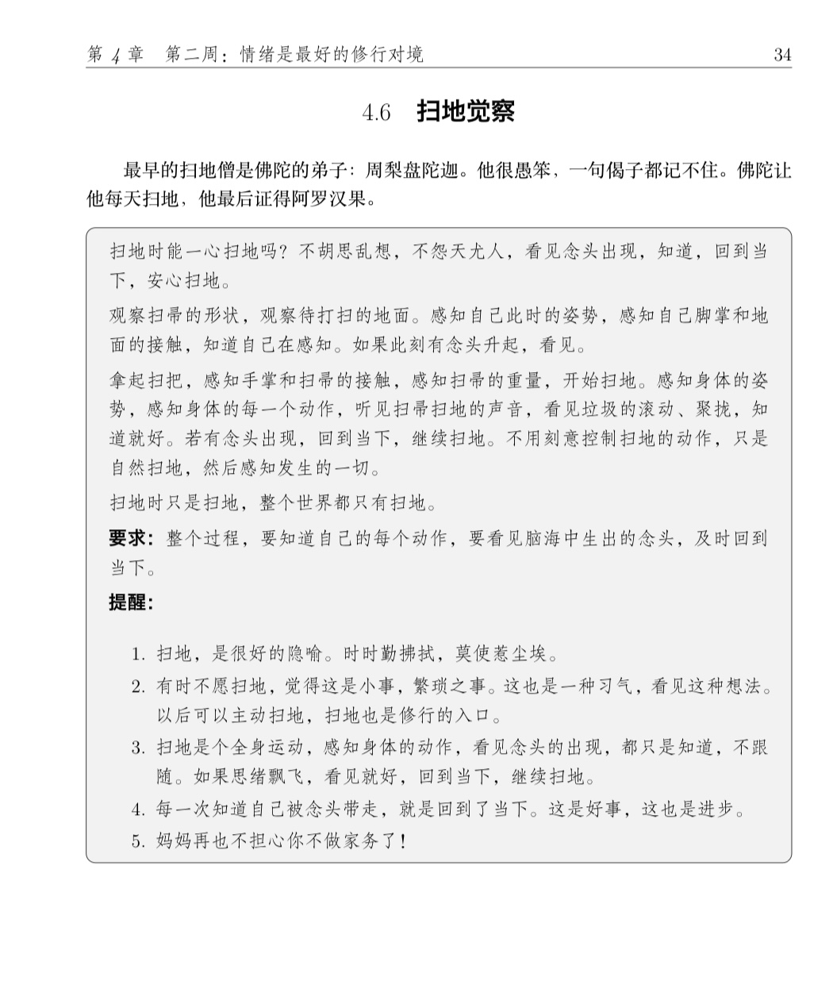 第 4 章 第二周：情绪是最好的修行对境 34
4.6 扫地觉察
最早的扫地僧是佛陀的弟子：周梨盘陀迦。他很愚笨，一句偈子都记不住。佛陀让
他每天扫地，他最后证得阿罗汉果。
扫地时能一心扫地吗？不胡思乱想，不怨天尤人，看见念头出现，知道，回到当
下，安心扫地。
观察扫帚的形状，观察待打扫的地面。感知自己此时的姿势，感知自己脚掌和地
面的接触，知道自己在感知。如果此刻有念头升起，看见。
拿起扫把，感知手掌和扫帚的接触，感知扫帚的重量，开始扫地。感知身体的姿
势，感知身体的每一个动作，听见扫帚扫地的声音，看见垃圾的滚动、聚拢，知
道就好。若有念头出现，回到当下，继续扫地。不用刻意控制扫地的动作，只是
自然扫地，然后感知发生的一切。
扫地时只是扫地，整个世界都只有扫地。
要求：整个过程，要知道自己的每个动作，要看见脑海中生出的念头，及时回到
当下。
提醒：
1. 扫地，是很好的隐喻。时时勤拂拭，莫使惹尘埃。
2. 有时不愿扫地，觉得这是小事，繁琐之事。这也是一种习气，看见这种想法。
以后可以主动扫地，扫地也是修行的入口。
3. 扫地是个全身运动，感知身体的动作，看见念头的出现，都只是知道，不跟
随。如果思绪飘飞，看见就好，回到当下，继续扫地。
4. 每一次知道自己被念头带走，就是回到了当下。这是好事，这也是进步。
5. 妈妈再也不担心你不做家务了！